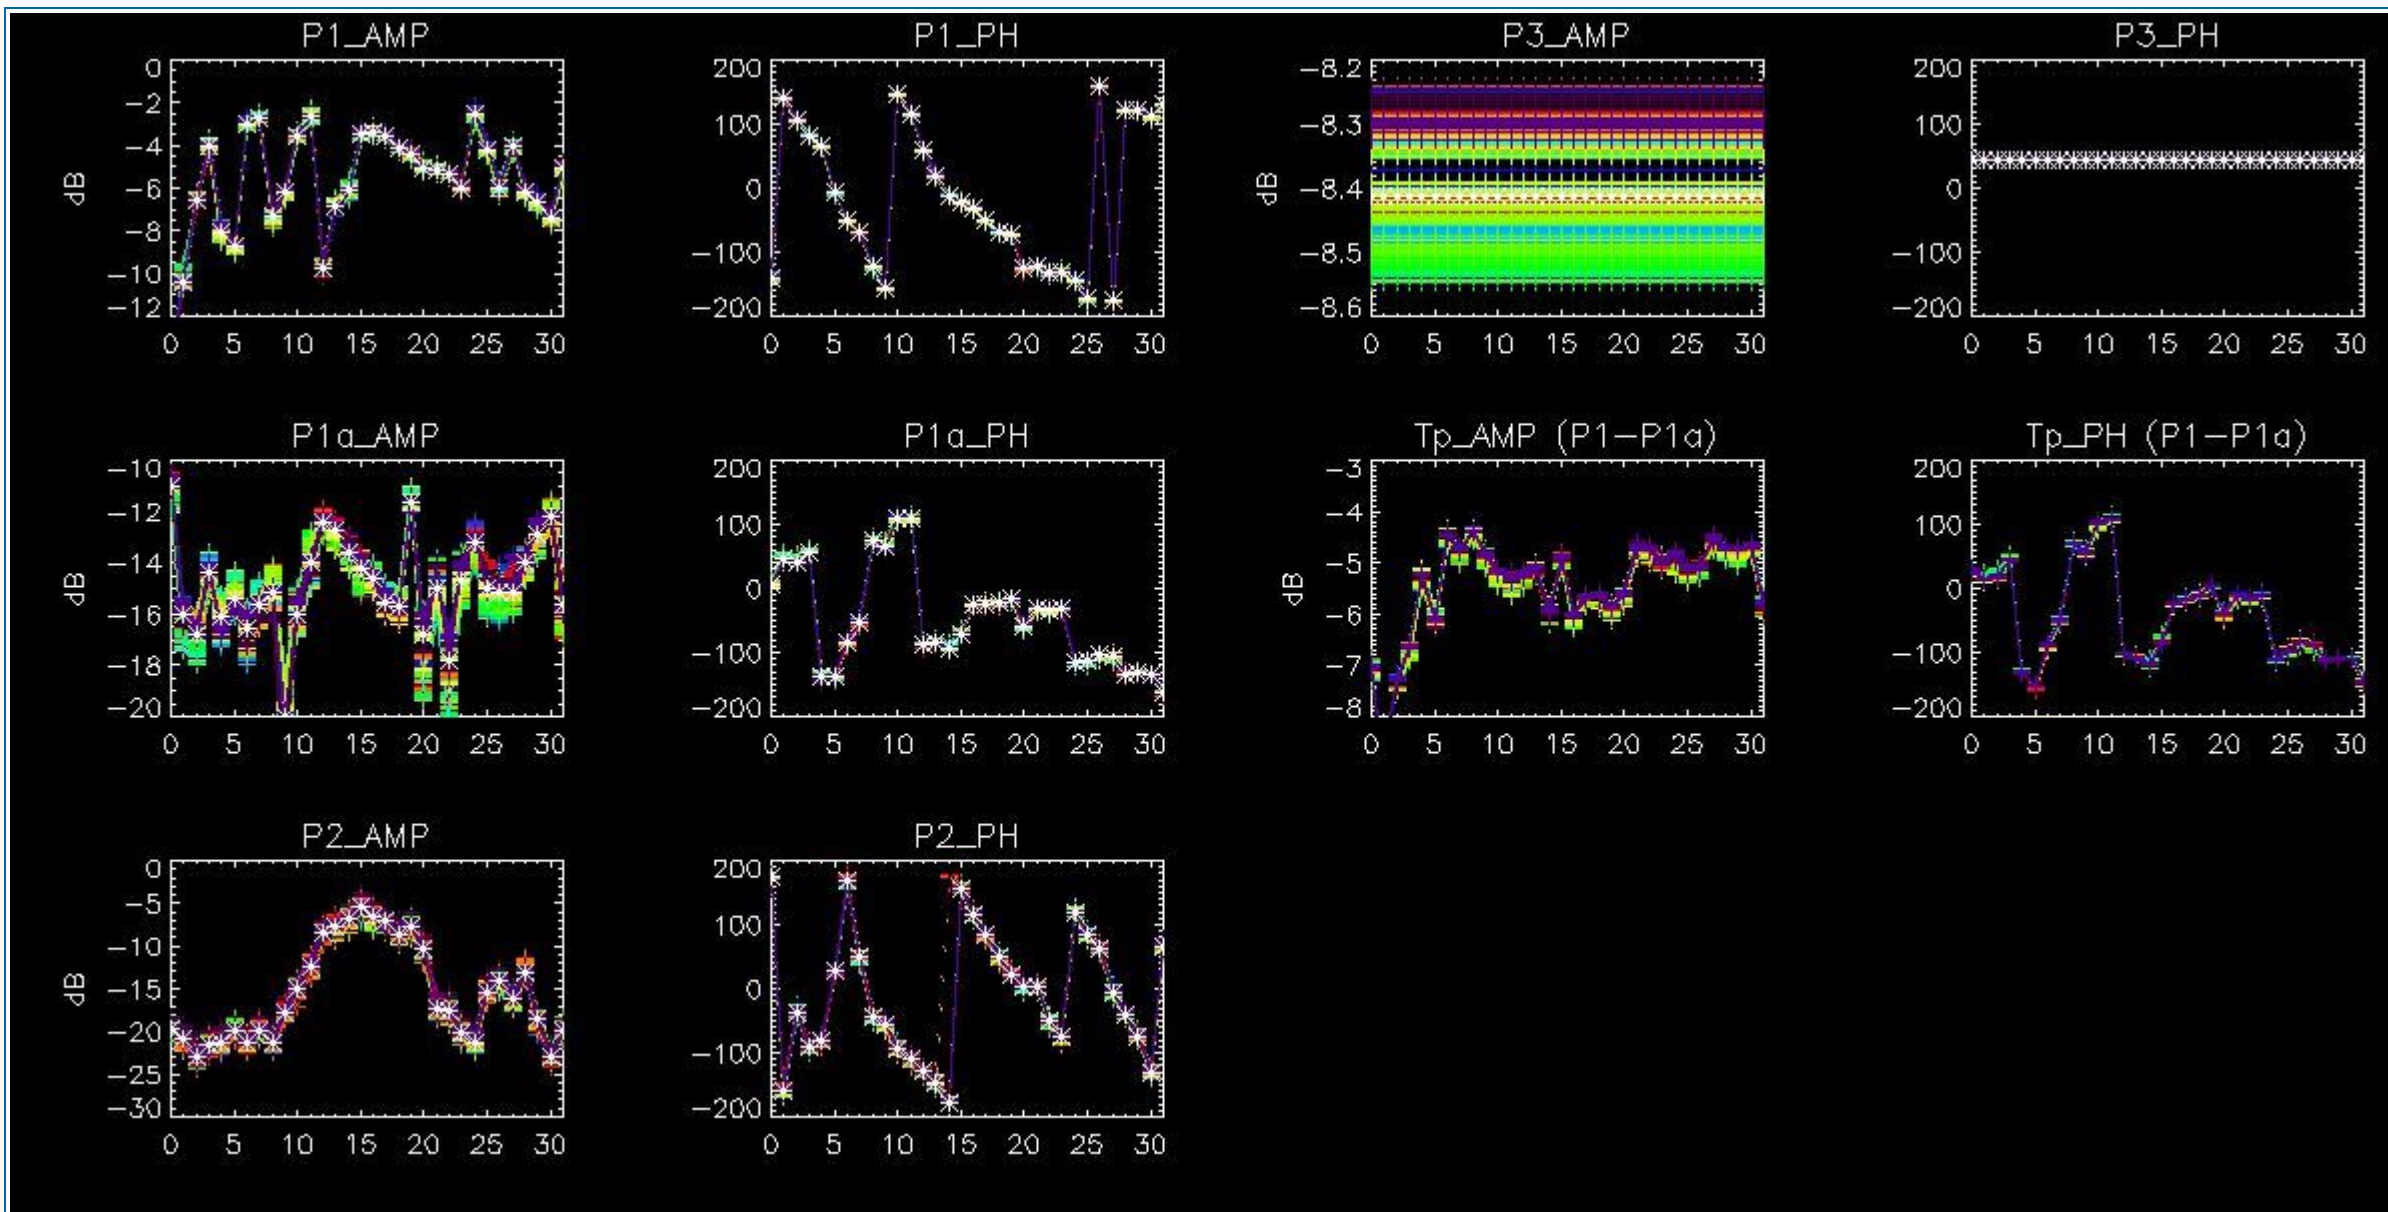 P1_AMP P1_PH P3_AMP P3_PH
0 200 −8.2 200
−2
−4 100 −8.3 100
dB −6 0 dB −8.4 0
−8
−10 −100 −8.5 −100
−12 −200 −8.6 −200
0 5 10 15 20 25 30 0 5 10 15 20 25 30 0 5 10 15 20 25 30 0 5 10 15 20 25 30
P1a_AMP P1a_PH Tp_AMP (P1−P1a) Tp_PH (P1−P1a)
−10 200 −3 200
−12 100 −4 100
−14 0 −5 0
dB dB
−16 −6
−18 −100 −7 −100
−20 −200 −8 −200
0 5 10 15 20 25 30 0 5 10 15 20 25 30 0 5 10 15 20 25 30 0 5 10 15 20 25 30
P2_AMP P2_PH
0 200
−5 100
−10
dB −15 0
−20
−25 −100
−30 −200
0 5 10 15 20 25 30 0 5 10 15 20 25 30